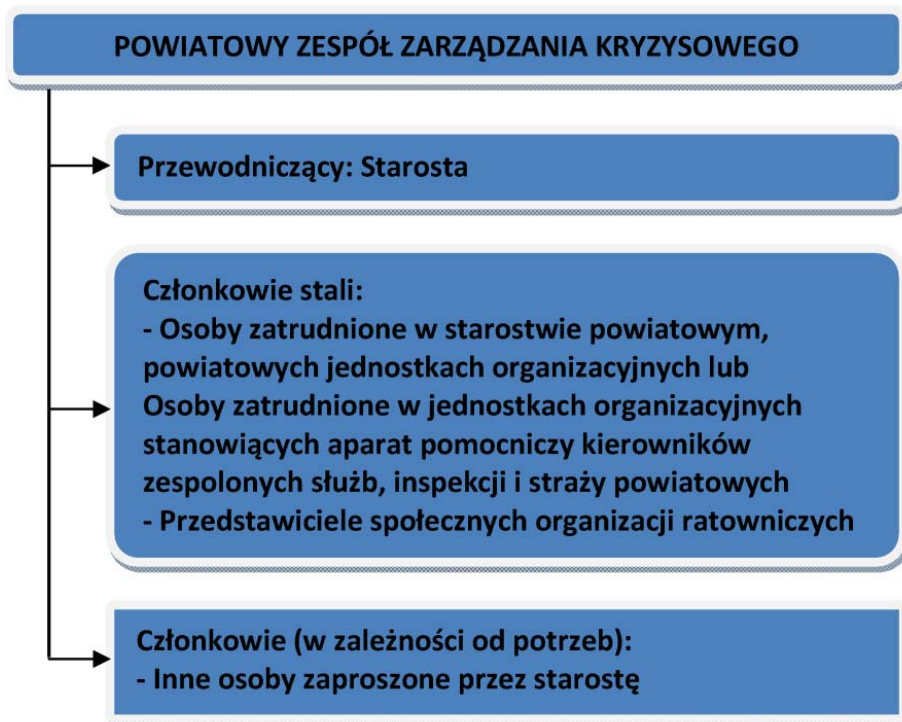 POWIATOWY ZESPÓŁ ZARZĄDZANIA KRYZYSOWEGO
Przewodniczący: Starosta
Członkowie stali:
- Osoby zatrudnione w starostwie powiatowym,
powiatowych jednostkach organizacyjnych lub
Osoby zatrudnione w jednostkach organizacyjnych
stanowiących aparat pomocniczy kierowników
zespolonych służb, inspekcji i straży powiatowych
- Przedstawiciele społecznych organizacji ratowniczych
Członkowie (w zależności od potrzeb):
- Inne osoby zaproszone przez starostę